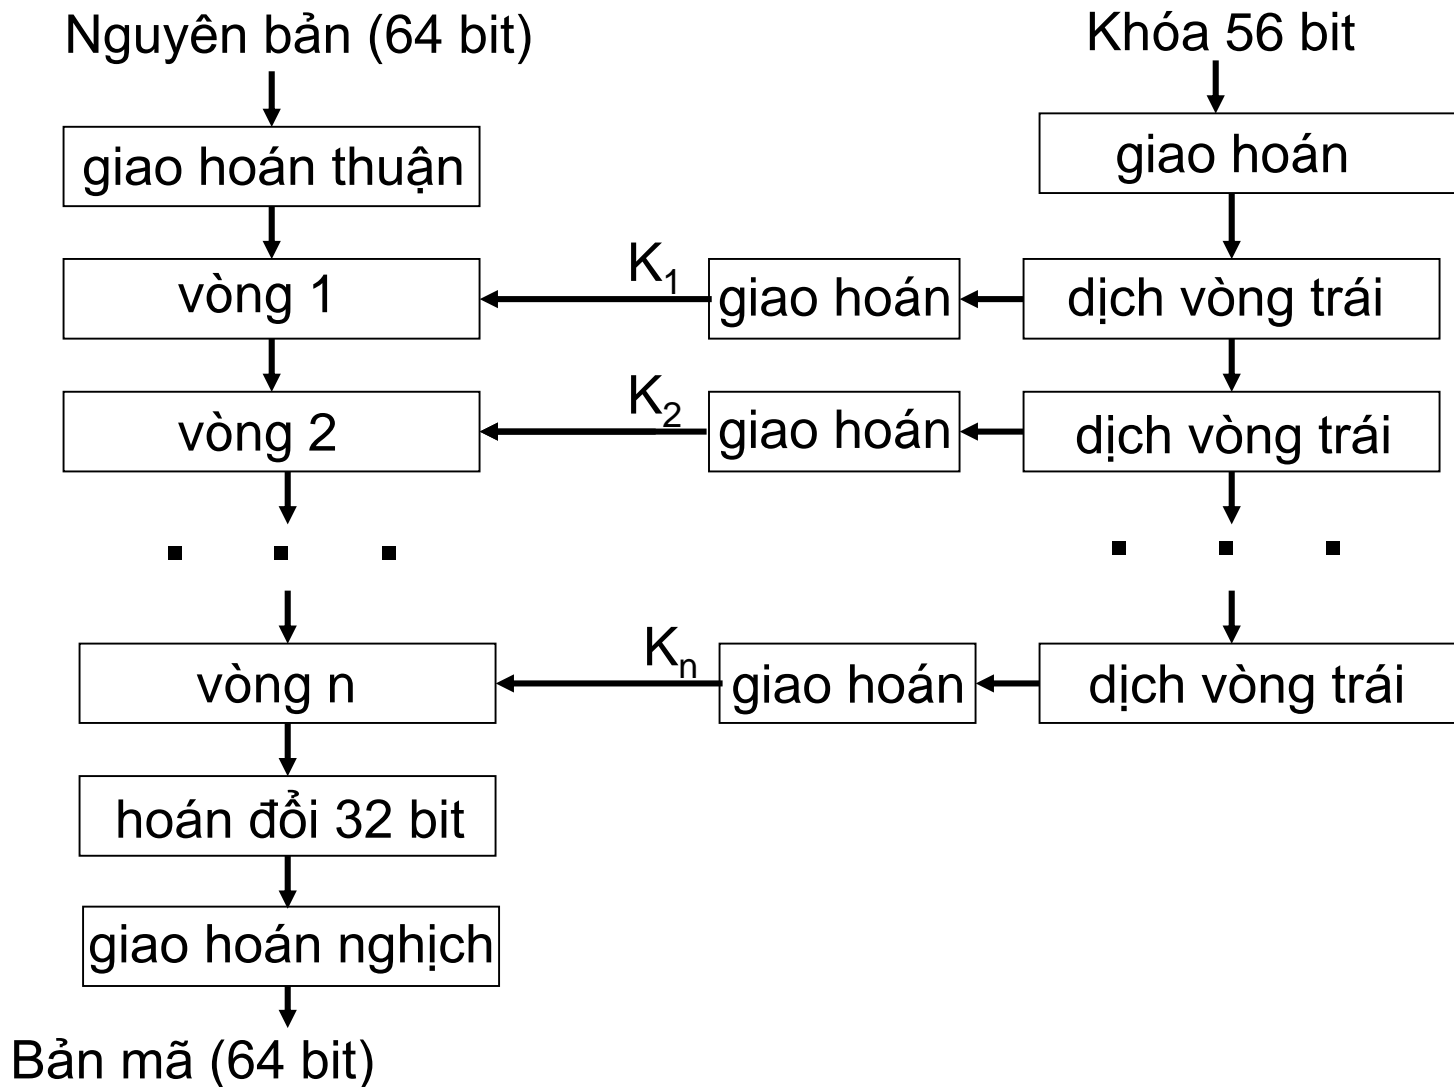 Nguyên bản (64 bit)
Khóa 56 bit
giao hoán thuận
giao hoán
vòng 1
K₁
giao hoán
dịch vòng trái
vòng 2
K₂
giao hoán
dịch vòng trái
. . .
. . .
vòng n
Kₙ
giao hoán
dịch vòng trái
hoán đổi 32 bit
giao hoán nghịch
Bản mã (64 bit)